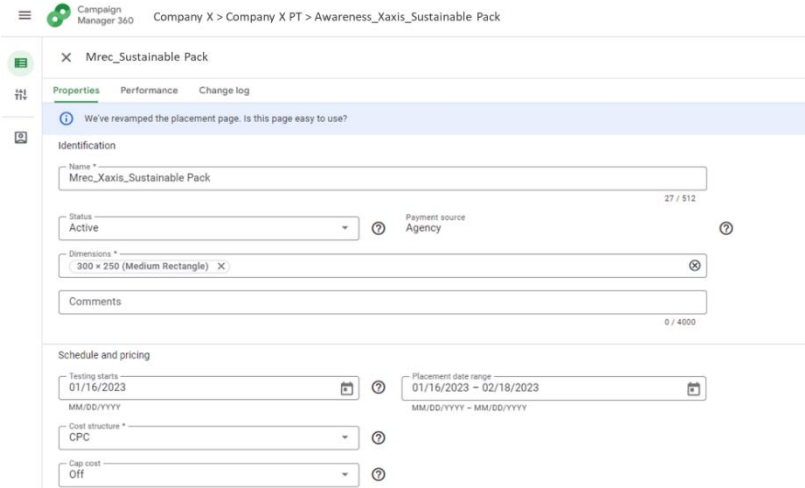 Campaign
Manager 360
Company X > Company X PT > Awareness_Xaxis_Sustainable Pack
Mrec_Sustainable Pack
Properties Performance Change log
We've revamped the placement page. Is this page easy to use?
Identification
Name *
Mrec_Xaxis_Sustainable Pack
27 / 512
Status
Active
Payment source
Agency
Dimensions *
300 × 250 (Medium Rectangle)
Comments
0 / 4000
Schedule and pricing
Testing starts
01/16/2023
MM/DD/YYYY
Placement date range
01/16/2023 – 02/18/2023
MM/DD/YYYY – MM/DD/YYYY
Cost structure *
CPC
Cap cost
Off